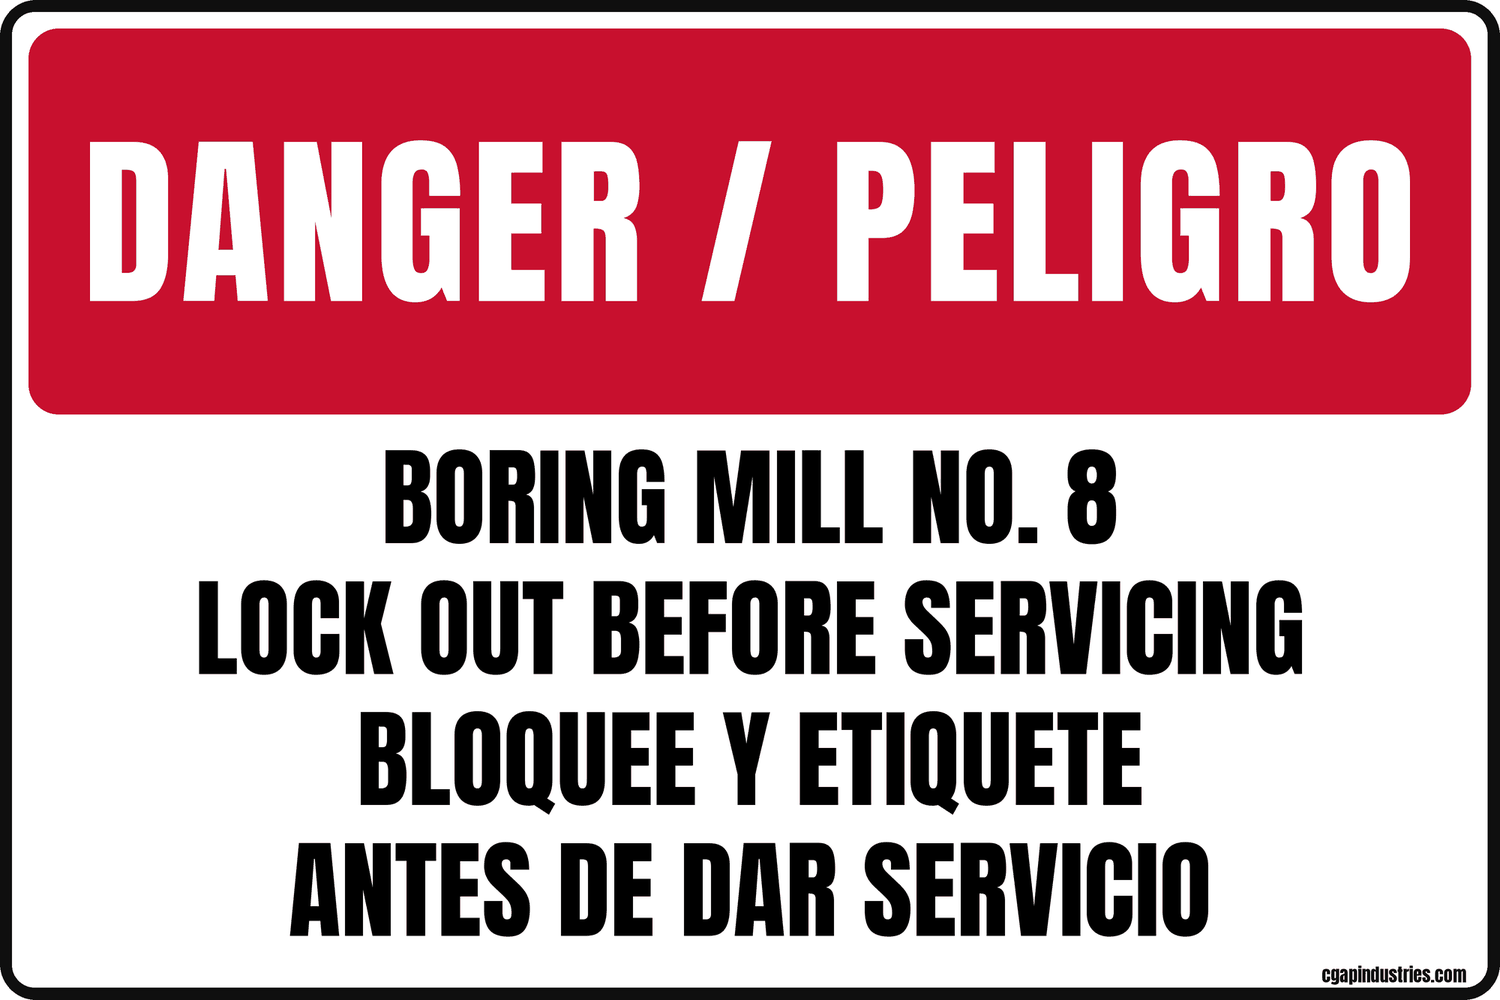 DANGER / PELIGRO
BORING MILL NO. 8
LOCK OUT BEFORE SERVICING
BLOQUEE Y ETIQUETE
ANTES DE DAR SERVICIO
cgapindustries.com